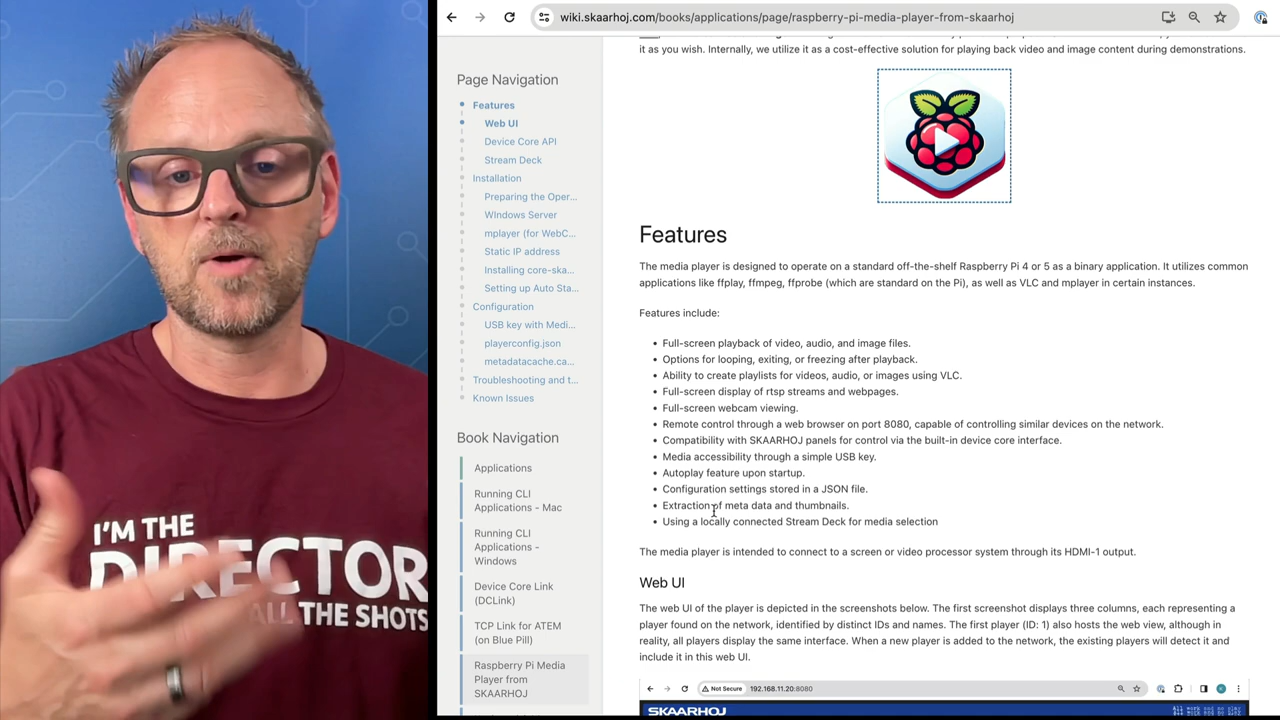 I'M THE
DIRECTOR
ALL THE SHOTS
wiki.skaarhoj.com/books/applications/page/raspberry-pi-media-player-from-skaarhoj
Page Navigation
Features
Web UI
Device Core API
Stream Deck
Installation
Preparing the Oper...
WIndows Server
mplayer (for WebC...
Static IP address
Installing core-ska...
Setting up Auto Sta...
Configuration
USB key with Medi...
playerconfig.json
metadatacache.ca...
Troubleshooting and t...
Known Issues
Book Navigation
Applications
Running CLI
Applications - Mac
Running CLI
Applications -
Windows
Device Core Link
(DCLink)
TCP Link for ATEM
(on Blue Pill)
Raspberry Pi Media
Player from
SKAARHOJ
it as you wish. Internally, we utilize it as a cost-effective solution for playing back video and image content during demonstrations.
Features
The media player is designed to operate on a standard off-the-shelf Raspberry Pi 4 or 5 as a binary application. It utilizes common
applications like ffplay, ffmpeg, ffprobe (which are standard on the Pi), as well as VLC and mplayer in certain instances.
Features include:
• Full-screen playback of video, audio, and image files.
• Options for looping, exiting, or freezing after playback.
• Ability to create playlists for videos, audio, or images using VLC.
• Full-screen display of rtsp streams and webpages.
• Full-screen webcam viewing.
• Remote control through a web browser on port 8080, capable of controlling similar devices on the network.
• Compatibility with SKAARHOJ panels for control via the built-in device core interface.
• Media accessibility through a simple USB key.
• Autoplay feature upon startup.
• Configuration settings stored in a JSON file.
• Extraction of meta data and thumbnails.
• Using a locally connected Stream Deck for media selection
The media player is intended to connect to a screen or video processor system through its HDMI-1 output.
Web UI
The web UI of the player is depicted in the screenshots below. The first screenshot displays three columns, each representing a
player found on the network, identified by distinct IDs and names. The first player (ID: 1) also hosts the web view, although in
reality, all players display the same interface. When a new player is added to the network, the existing players will detect it and
include it in this web UI.
Not Secure 192.168.11.20:8080
SKAARHOJ
All work and no play